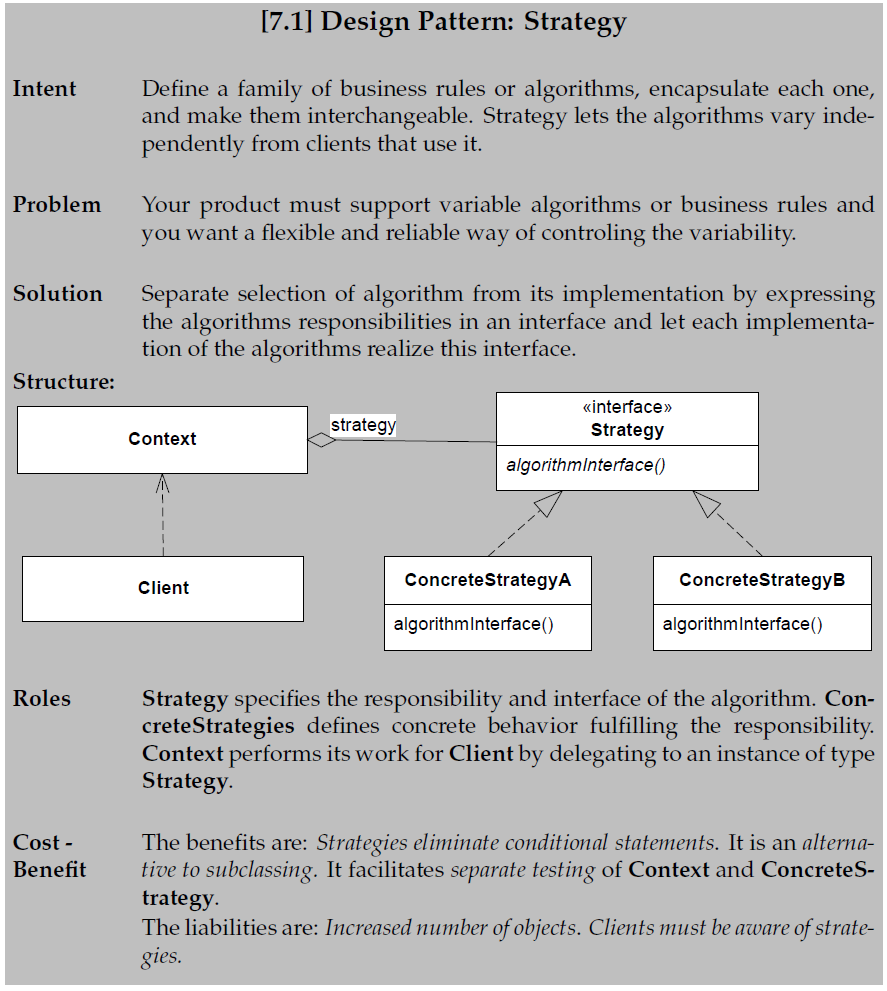 [7.1] Design Pattern: Strategy
Intent Define a family of business rules or algorithms, encapsulate each one,
and make them interchangeable. Strategy lets the algorithms vary inde-
pendently from clients that use it.
Problem Your product must support variable algorithms or business rules and
you want a flexible and reliable way of controling the variability.
Solution Separate selection of algorithm from its implementation by expressing
the algorithms responsibilities in an interface and let each implementa-
tion of the algorithms realize this interface.
Structure:
Context
strategy
«interface»
Strategy
algorithmInterface()
Client
ConcreteStrategyA
algorithmInterface()
ConcreteStrategyB
algorithmInterface()
Roles Strategy specifies the responsibility and interface of the algorithm. Con-
creteStrategies defines concrete behavior fulfilling the responsibility.
Context performs its work for Client by delegating to an instance of type
Strategy.
Cost - The benefits are: Strategies eliminate conditional statements. It is an alterna-
Benefit tive to subclassing. It facilitates separate testing of Context and ConcreteS-
trategy.
The liabilities are: Increased number of objects. Clients must be aware of strate-
gies.